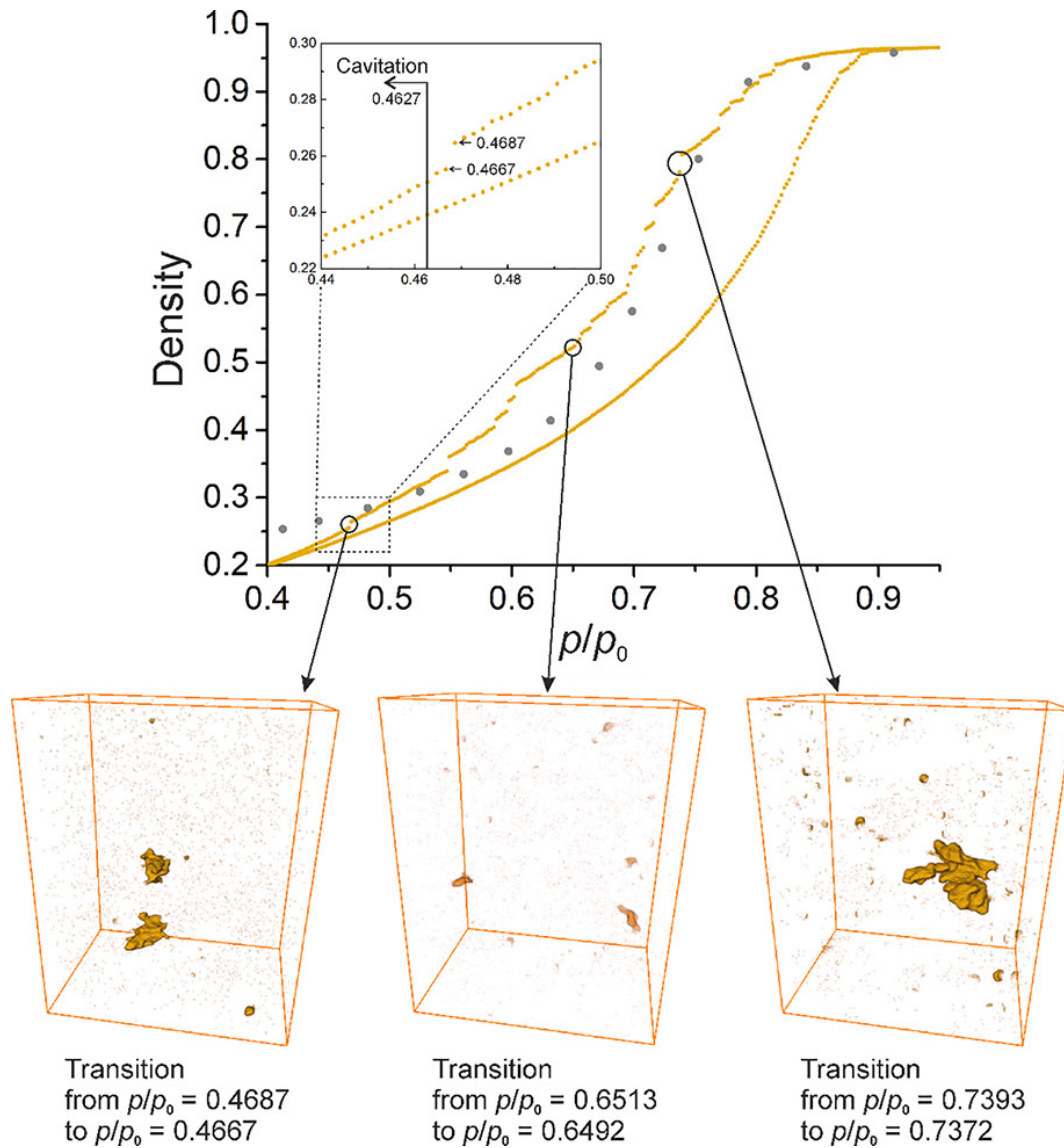 1.0
0.9
0.8
0.7
0.6
0.5
0.4
0.3
0.2
Density
0.30
0.28
0.26
0.24
0.22
Cavitation
0.4627
0.4687
0.4667
0.44
0.46
0.48
0.50
0.4
0.5
0.6
0.7
0.8
0.9
p/p0
Transition
from p/p0 = 0.4687
to p/p0 = 0.4667
Transition
from p/p0 = 0.6513
to p/p0 = 0.6492
Transition
from p/p0 = 0.7393
to p/p0 = 0.7372